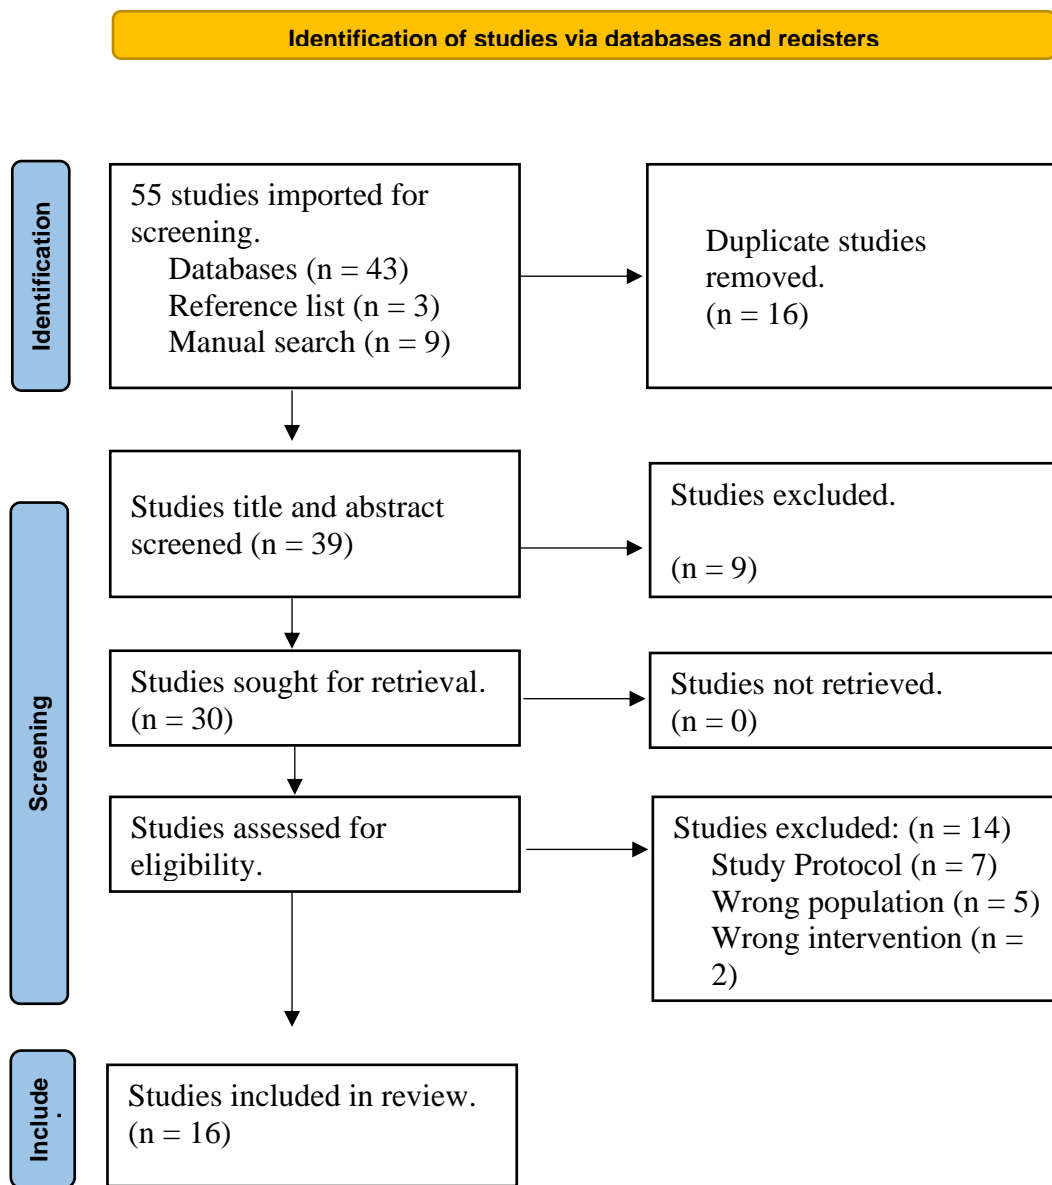 Identification of studies via databases and registers
Identification
55 studies imported for
screening.
Databases (n = 43)
Reference list (n = 3)
Manual search (n = 9)
Duplicate studies
removed.
(n = 16)
Screening
Studies title and abstract
screened (n = 39)
Studies excluded.
(n = 9)
Studies sought for retrieval.
(n = 30)
Studies not retrieved.
(n = 0)
Studies assessed for
eligibility.
Studies excluded: (n = 14)
Study Protocol (n = 7)
Wrong population (n = 5)
Wrong intervention (n =
2)
Include
Studies included in review.
(n = 16)